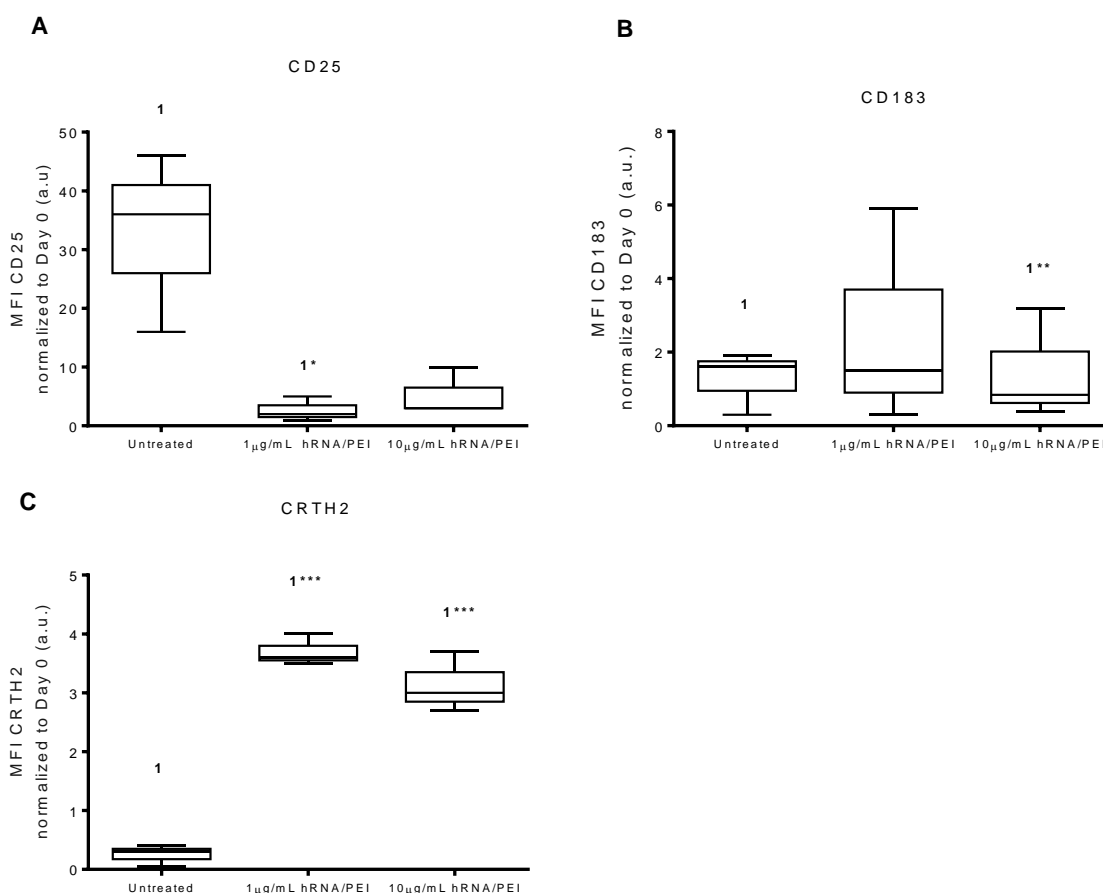 A
CD25
MFI CD25
normalized to Day 0 (a.u)
50
40
30
20
10
0
1
1*
Untreated
1µg/mL hRNA/PEI
10µg/mL hRNA/PEI
B
CD183
MFI CD183
normalized to Day 0 (a.u.)
8
6
4
2
0
1
1**
Untreated
1µg/mL hRNA/PEI
10µg/mL hRNA/PEI
C
CRTH2
MFI CRTH2
normalized to Day 0 (a.u.)
5
4
3
2
1
0
1
1***
1***
Untreated
1µg/mL hRNA/PEI
10µg/mL hRNA/PEI